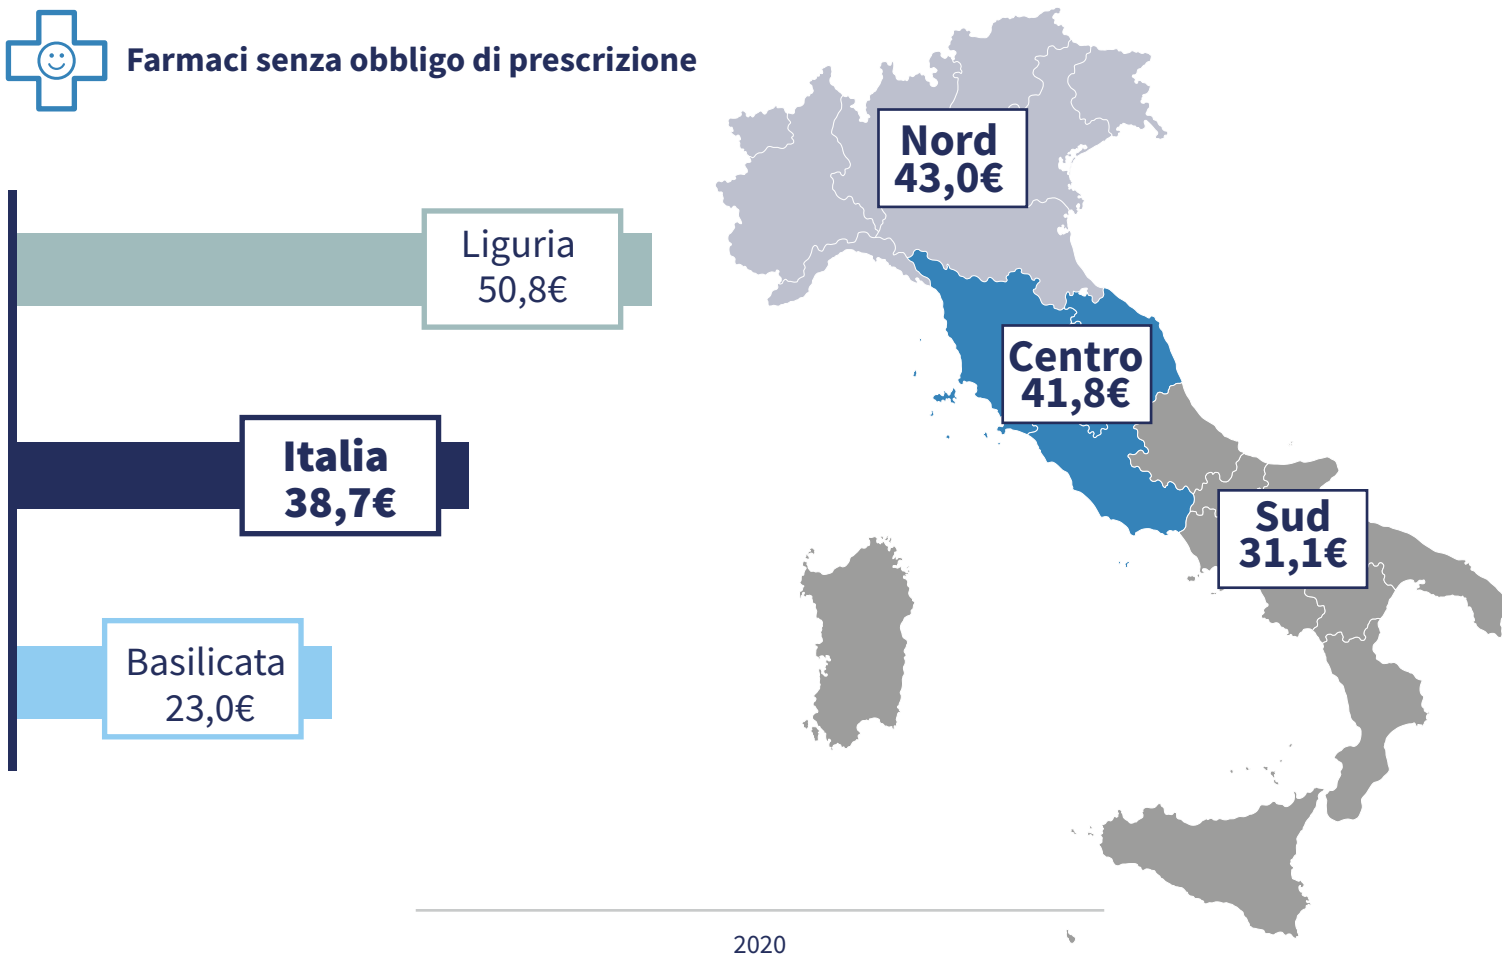 Farmaci senza obbligo di prescrizione
Liguria
50,8€
Italia
38,7€
Basilicata
23,0€
Nord
43,0€
Centro
41,8€
Sud
31,1€
2020